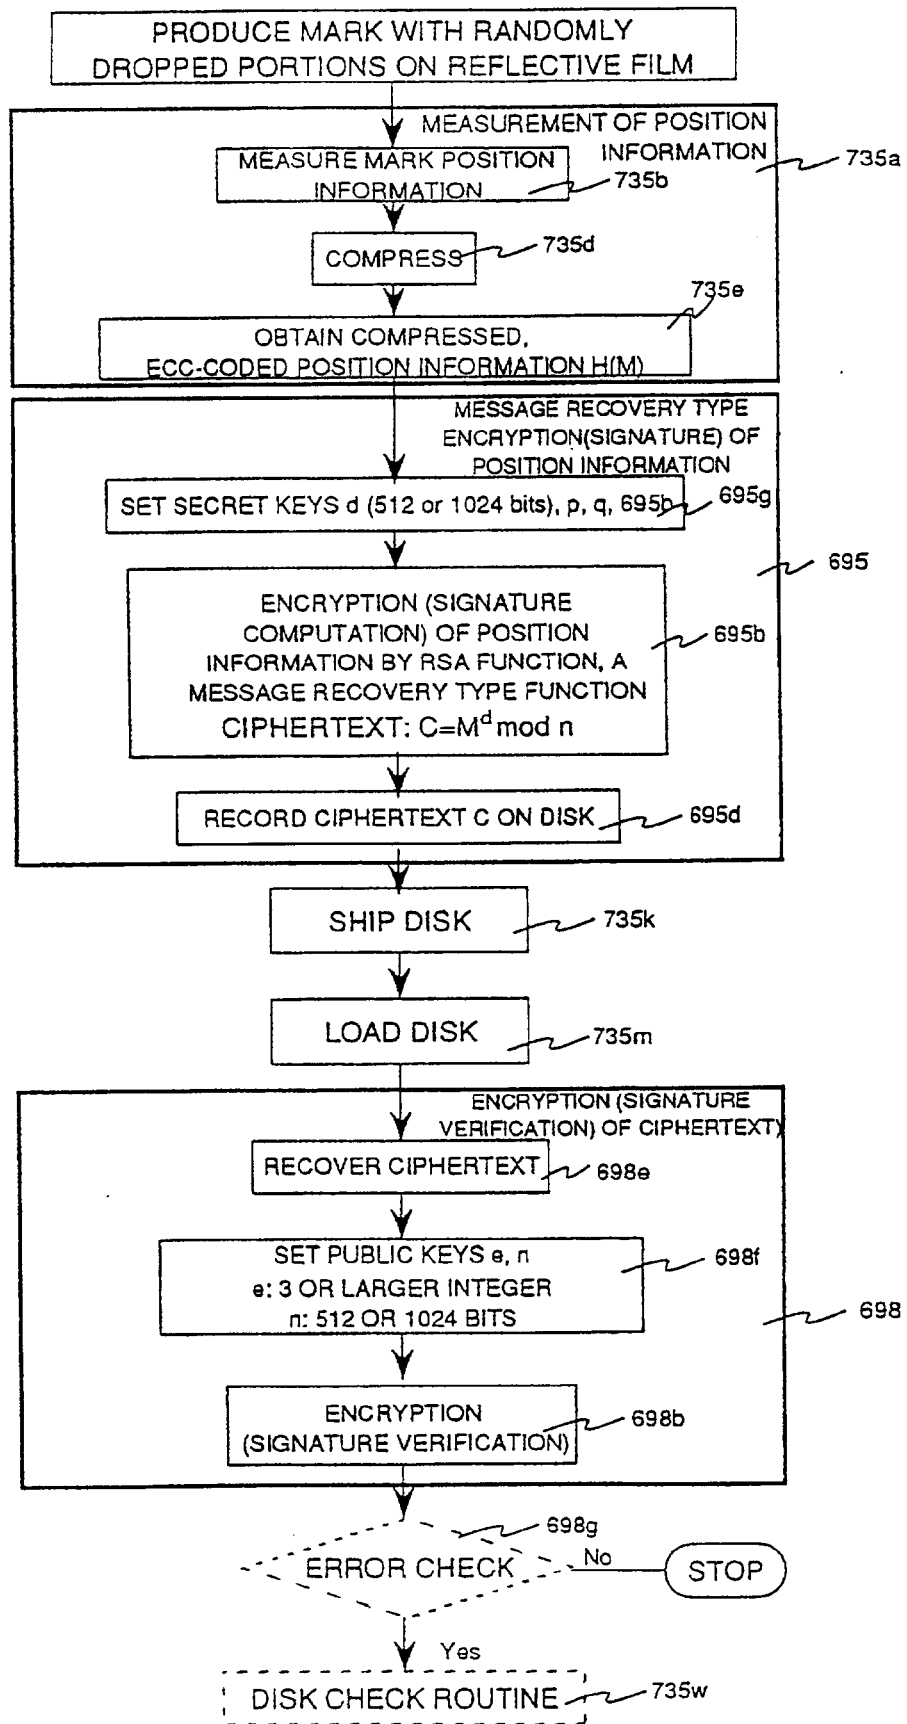 PRODUCE MARK WITH RANDOMLY
DROPPED PORTIONS ON REFLECTIVE FILM
MEASUREMENT OF POSITION
INFORMATION
735a
MEASURE MARK POSITION
INFORMATION
735b
COMPRESS
735d
735e
OBTAIN COMPRESSED,
ECC-CODED POSITION INFORMATION H(M)
MESSAGE RECOVERY TYPE
ENCRYPTION(SIGNATURE) OF
POSITION INFORMATION
SET SECRET KEYS d (512 or 1024 bits), p, q, 695p
695g
695
ENCRYPTION (SIGNATURE
COMPUTATION) OF POSITION
INFORMATION BY RSA FUNCTION, A
MESSAGE RECOVERY TYPE FUNCTION
CIPHERTEXT: C=M^d mod n
695b
RECORD CIPHERTEXT C ON DISK
695d
SHIP DISK
735k
LOAD DISK
735m
ENCRYPTION (SIGNATURE
VERIFICATION) OF CIPHERTEXT)
RECOVER CIPHERTEXT
698e
SET PUBLIC KEYS e, n
e: 3 OR LARGER INTEGER
n: 512 OR 1024 BITS
698f
698
ENCRYPTION
(SIGNATURE VERIFICATION)
698b
698g
ERROR CHECK
No
STOP
Yes
DISK CHECK ROUTINE
735w